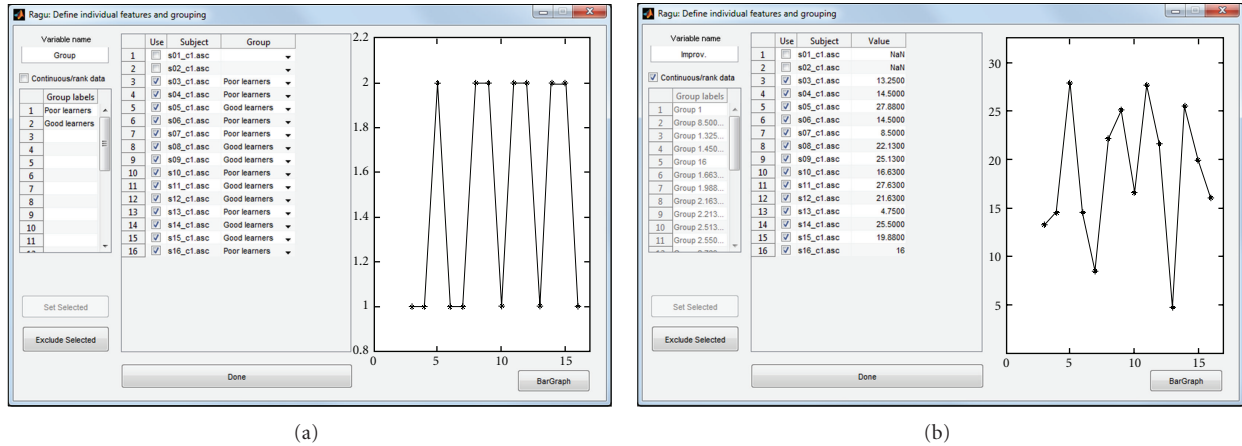 Ragu: Define individual features and grouping
Variable name
Group
Continuous/rank data
Group labels
1 Poor learners
2 Good learners
3
4
5
6
7
8
9
10
11
Set Selected
Exclude Selected
Use Subject Group
1 s01_c1.asc
2 s02_c1.asc
3 s03_c1.asc Poor learners
4 s04_c1.asc Poor learners
5 s05_c1.asc Good learners
6 s06_c1.asc Poor learners
7 s07_c1.asc Poor learners
8 s08_c1.asc Good learners
9 s09_c1.asc Good learners
10 s10_c1.asc Poor learners
11 s11_c1.asc Good learners
12 s12_c1.asc Good learners
13 s13_c1.asc Poor learners
14 s14_c1.asc Good learners
15 s15_c1.asc Good learners
16 s16_c1.asc Poor learners
Done
2.2
2
1.8
1.6
1.4
1.2
1
0.8
0 5 10 15
BarGraph
(a)
Ragu: Define individual features and grouping
Variable name
Improv.
Continuous/rank data
Group labels
1 Group 1
2 Group 8.500...
3 Group 1.325...
4 Group 1.450...
5 Group 16
6 Group 1.663...
7 Group 1.988...
8 Group 2.163...
9 Group 2.213...
10 Group 2.513...
11 Group 2.550...
Set Selected
Exclude Selected
Use Subject Value
1 s01_c1.asc NaN
2 s02_c1.asc NaN
3 s03_c1.asc 13.2500
4 s04_c1.asc 14.5000
5 s05_c1.asc 27.8800
6 s06_c1.asc 14.5000
7 s07_c1.asc 8.5000
8 s08_c1.asc 22.1300
9 s09_c1.asc 25.1300
10 s10_c1.asc 16.6300
11 s11_c1.asc 27.6300
12 s12_c1.asc 21.6300
13 s13_c1.asc 4.7500
14 s14_c1.asc 25.5000
15 s15_c1.asc 19.8800
16 s16_c1.asc 16
Done
30
25
20
15
10
5
0 5 10 15
BarGraph
(b)